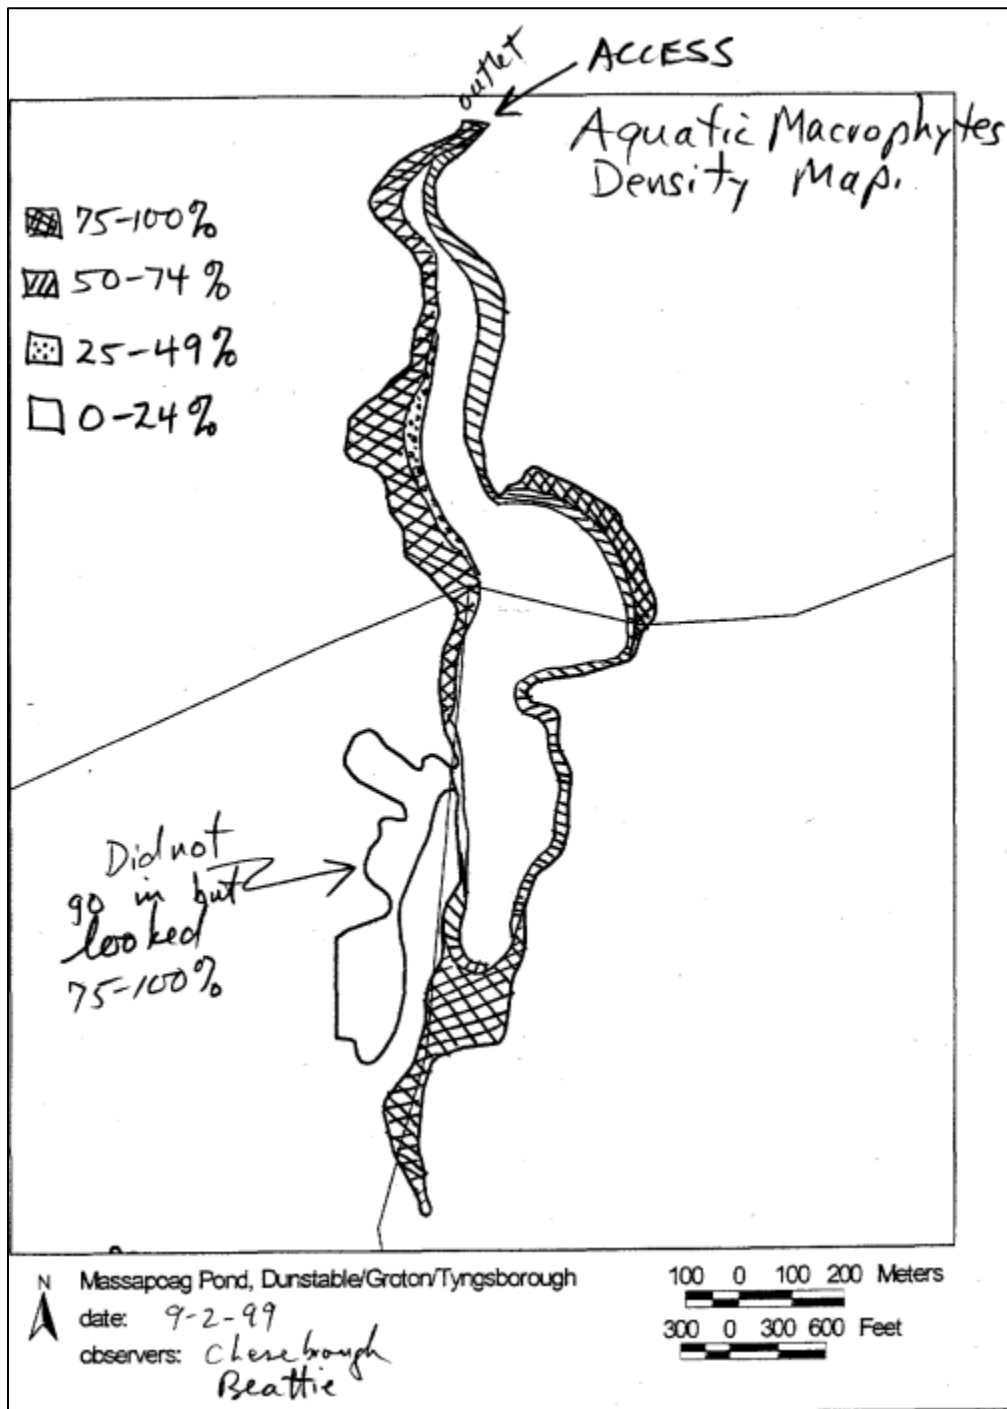 outlet
ACCESS
Aquatic Macrophytes
Density Map.
75-100%
50-74%
25-49%
0-24%
Did not
go in but
looked
75-100%
N
Massapoag Pond, Dunstable/Groton/Tyngsborough
date: 9-2-99
observers: Chesebrough
Beattie
100 0 100 200 Meters
300 0 300 600 Feet